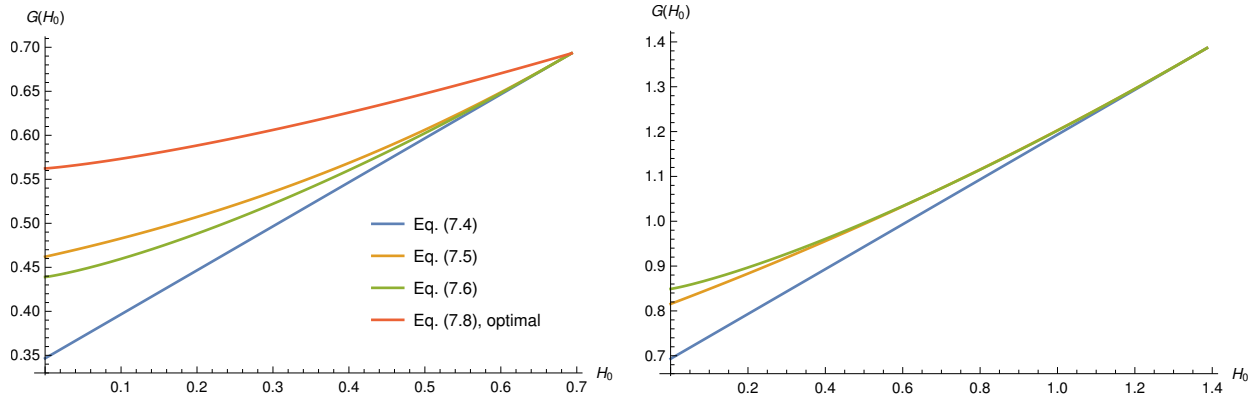 G(H₀)
0.70
0.65
0.60
0.55
0.50
0.45
0.40
0.35
0.1 0.2 0.3 0.4 0.5 0.6 0.7 H₀
Eq. (7.4)
Eq. (7.5)
Eq. (7.6)
Eq. (7.8), optimal
G(H₀)
1.4
1.3
1.2
1.1
1.0
0.9
0.8
0.7
0.2 0.4 0.6 0.8 1.0 1.2 1.4 H₀